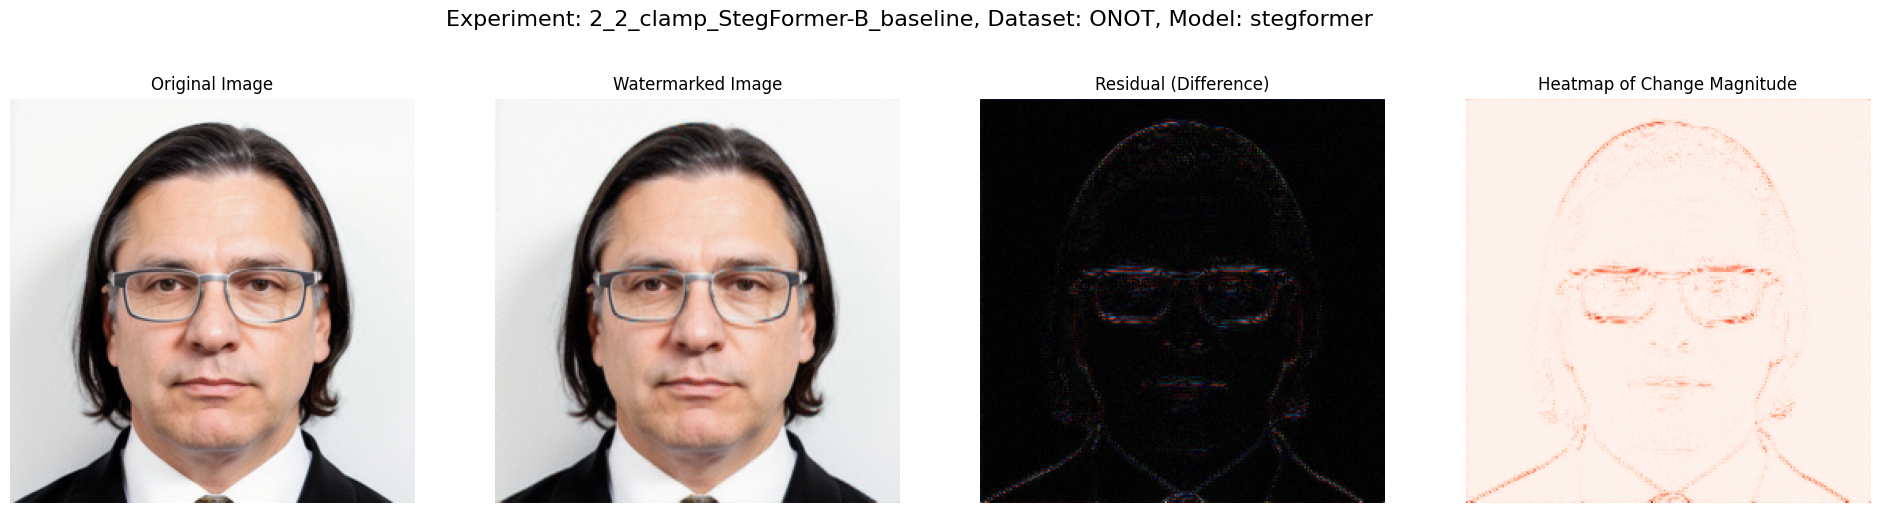 Experiment: 2_2_clamp_StegFormer-B_baseline, Dataset: ONOT, Model: stegformer
Original Image
Watermarked Image
Residual (Difference)
Heatmap of Change Magnitude